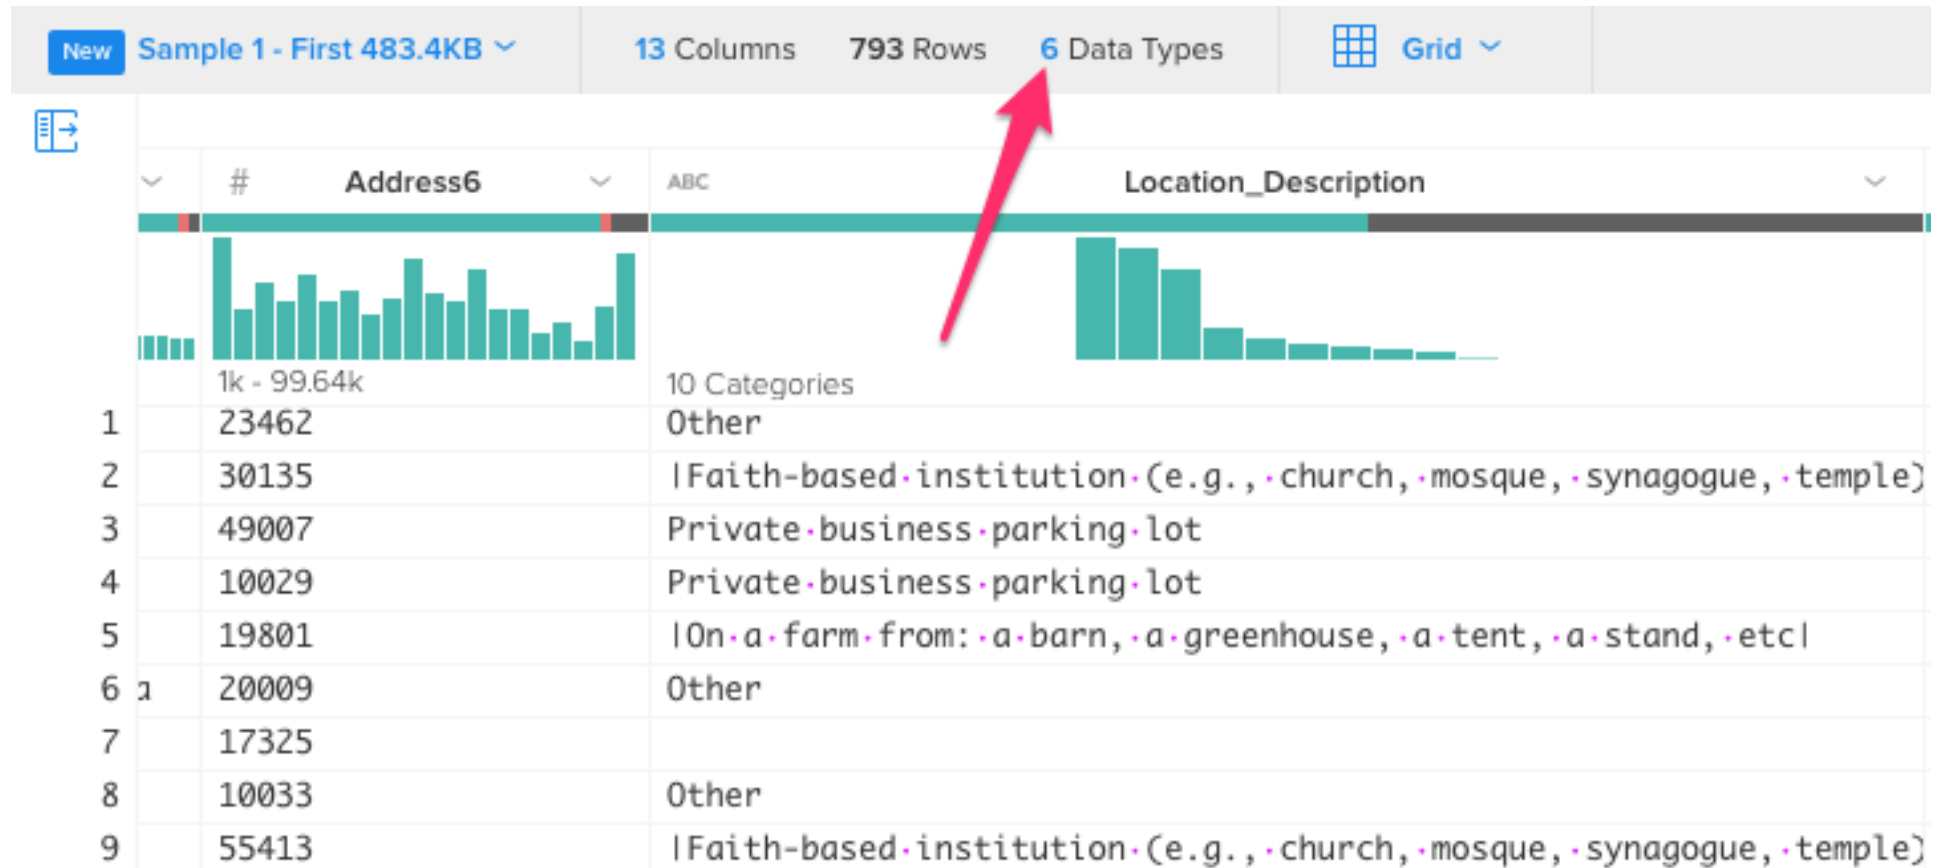 New Sample 1 - First 483.4KB 13 Columns 793 Rows 6 Data Types Grid
# Address6 ABC Location_Description
1k - 99.64k 10 Categories
1 23462 Other
2 30135 |Faith-based·institution·(e.g.,·church,·mosque,·synagogue,·temple)
3 49007 Private·business·parking·lot
4 10029 Private·business·parking·lot
5 19801 |On·a·farm·from:·a·barn,·a·greenhouse,·a·tent,·a·stand,·etc|
6 a 20009 Other
7 17325
8 10033 Other
9 55413 |Faith-based·institution·(e.g.,·church,·mosque,·synagogue,·temple)